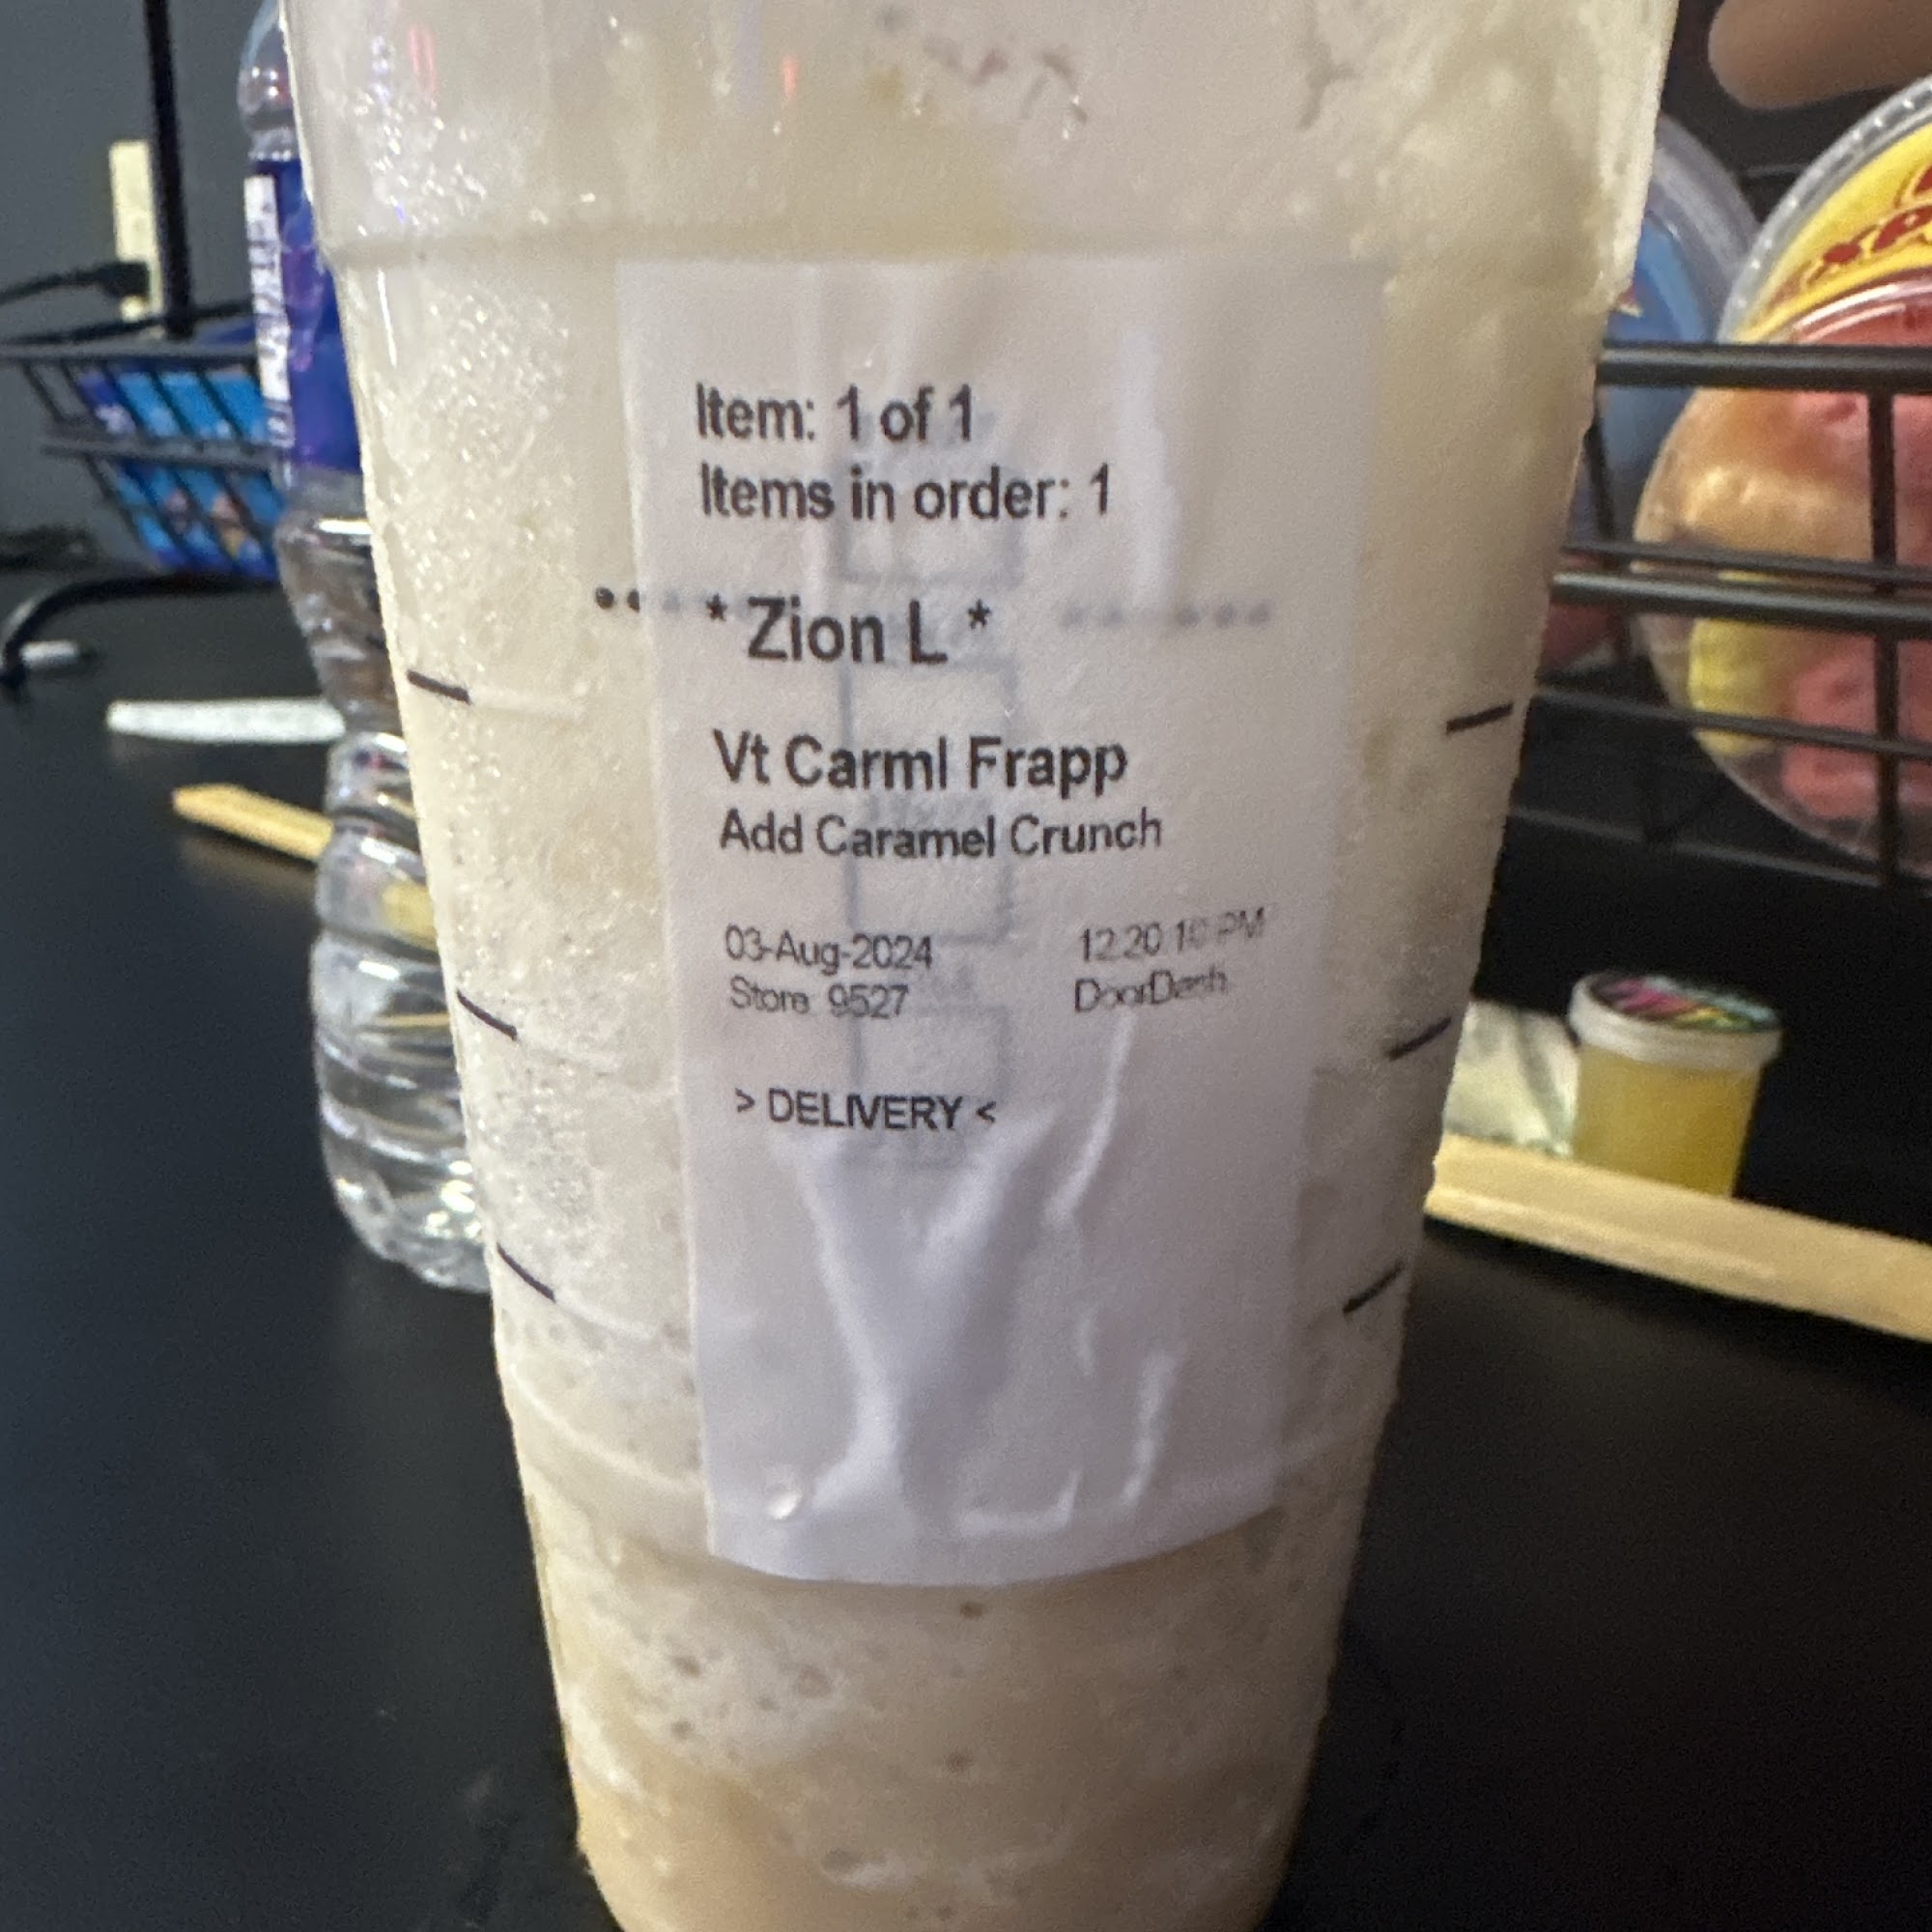 Item: 1 of 1
Items in order: 1
* Zion L *
Vt Carml Frapp
Add Caramel Crunch
03-Aug-2024 12:20:10 PM
Store: 9527 DoorDash
> DELIVERY <